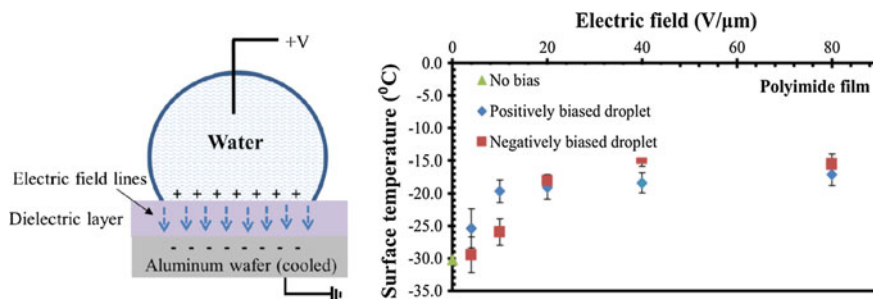 +V
Water
Electric field lines
+ + + + + + +
Dielectric layer
- - - - - - -
Aluminum wafer (cooled)
Electric field (V/µm)
0 20 40 60 80
Surface temperature (⁰C)
0.0
-5.0
-10.0
-15.0
-20.0
-25.0
-30.0
-35.0
No bias
Positively biased droplet
Negatively biased droplet
Polyimide film